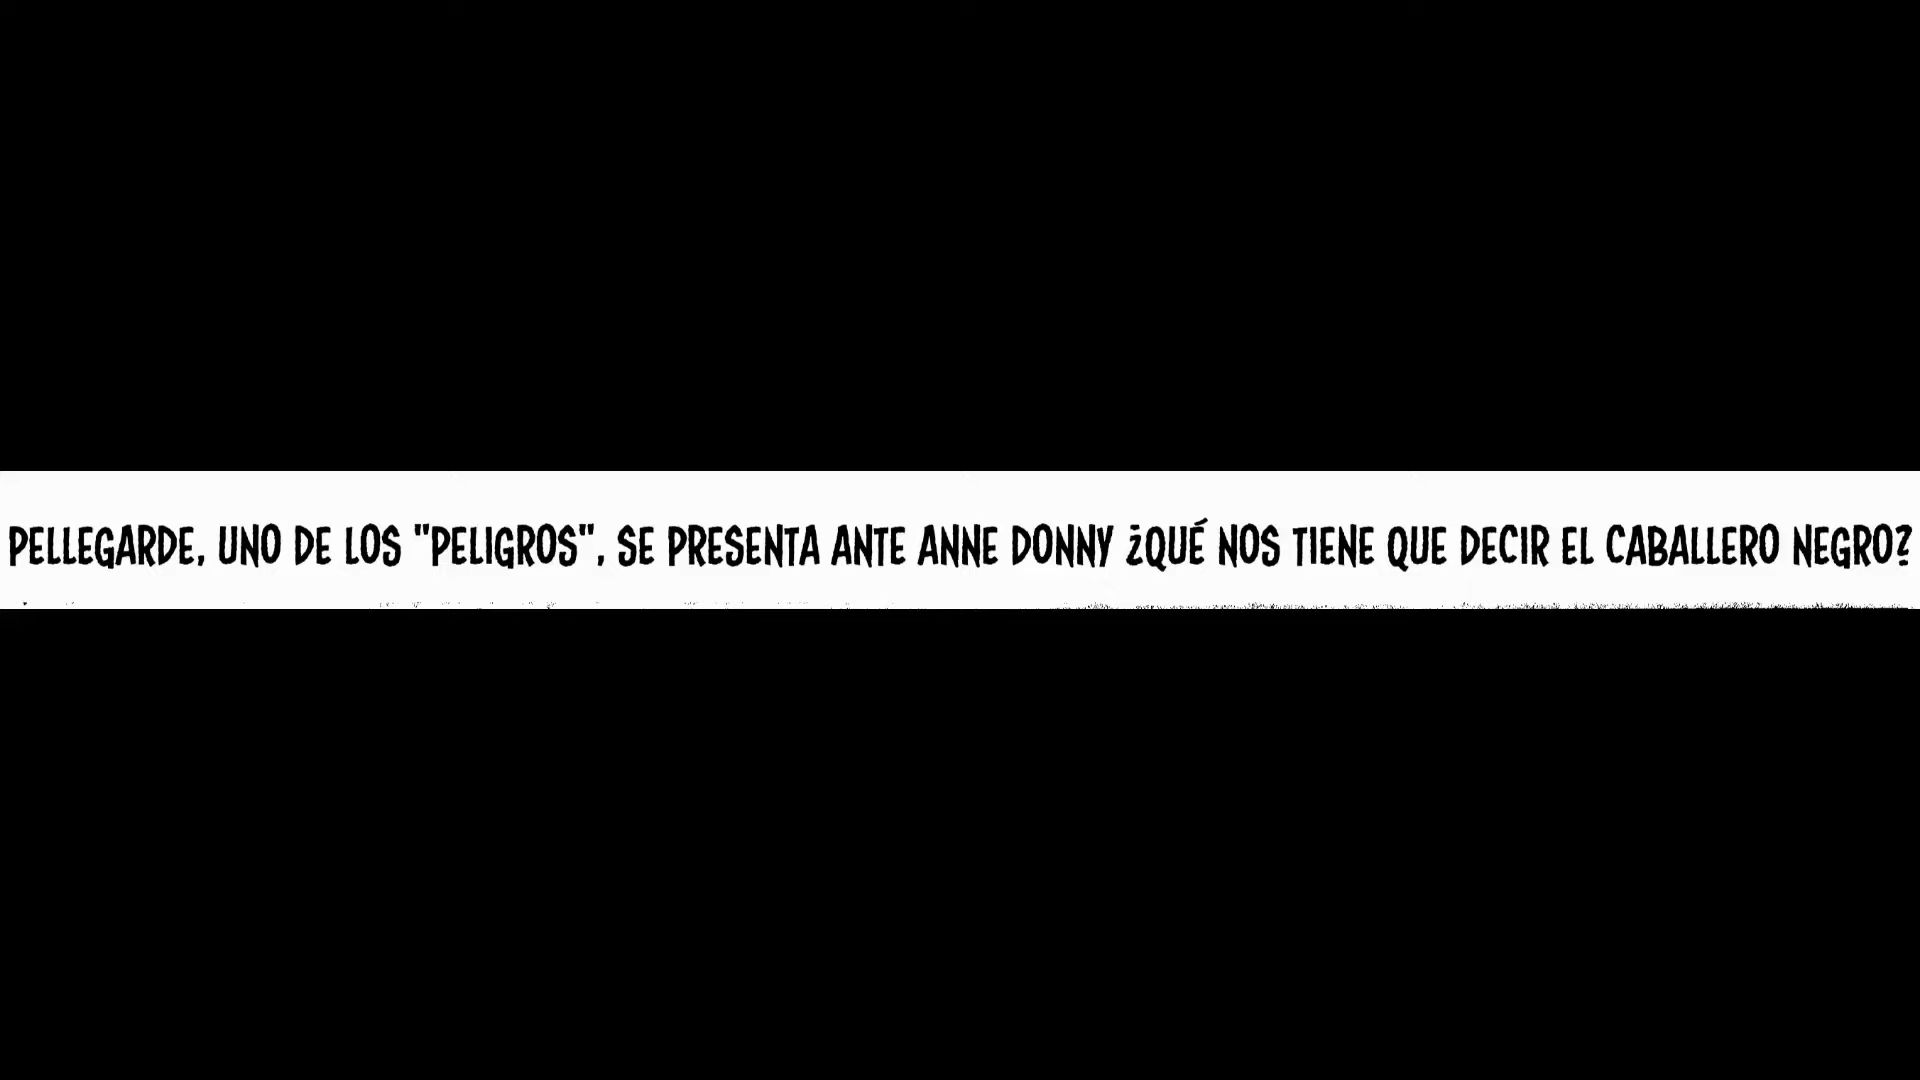 PELLEGARDE, UNO DE LOS "PELIGROS", SE PRESENTA ANTE ANNE DONNY ¿QUÉ NOS TIENE QUE DECIR EL CABALLERO NEGRO?